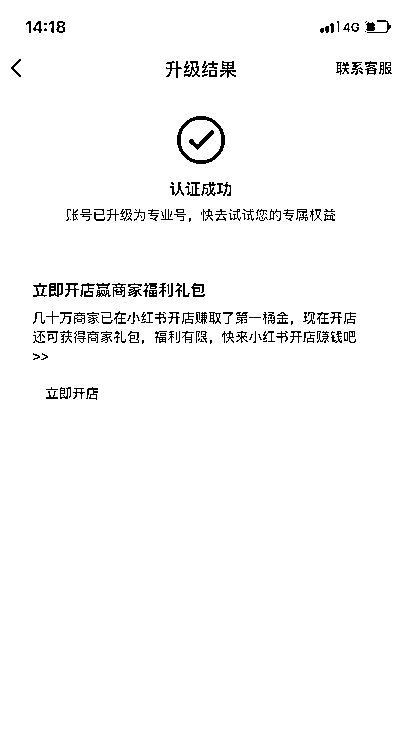 14:18
4G
升级结果
联系客服
认证成功
账号已升级为专业号，快去试试您的专属权益
立即开店赢商家福利礼包
几十万商家已在小红书开店赚取了第一桶金，现在开店
还可获得商家礼包，福利有限，快来小红书开店赚钱吧
>>
立即开店